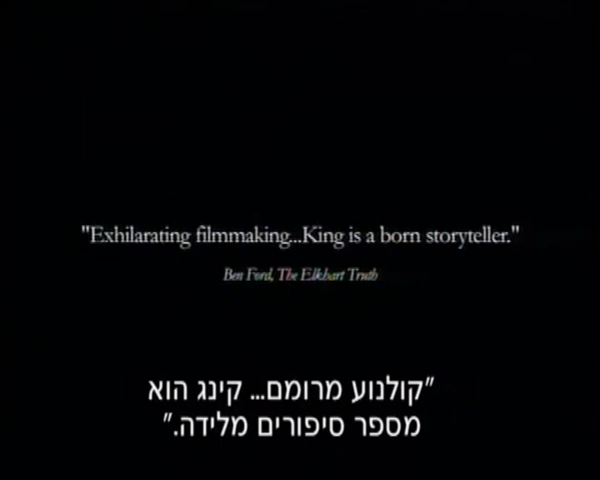 "Exhilarating filmmaking...King is a born storyteller."
Ben Ford, The Elkhart Truth
"קולנוע מרומם... קינג הוא
מספר סיפורים מלידה."